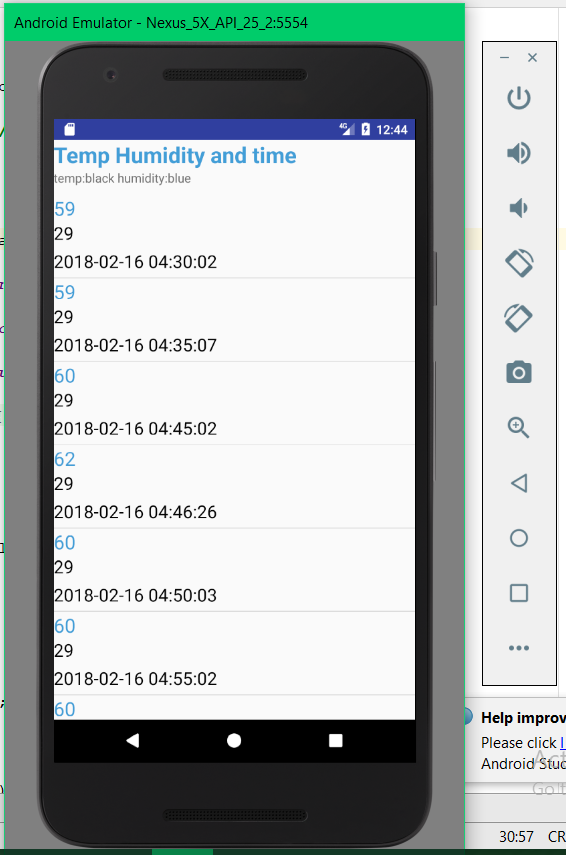 Android Emulator - Nexus_5X_API_25_2:5554
4G 12:44
Temp Humidity and time
temp:black humidity:blue
59
29
2018-02-16 04:30:02
59
29
2018-02-16 04:35:07
60
29
2018-02-16 04:45:02
62
29
2018-02-16 04:46:26
60
29
2018-02-16 04:50:03
60
29
2018-02-16 04:55:02
60
Help improv
Please click I
Android Stud
Act
Go t
30:57 CR